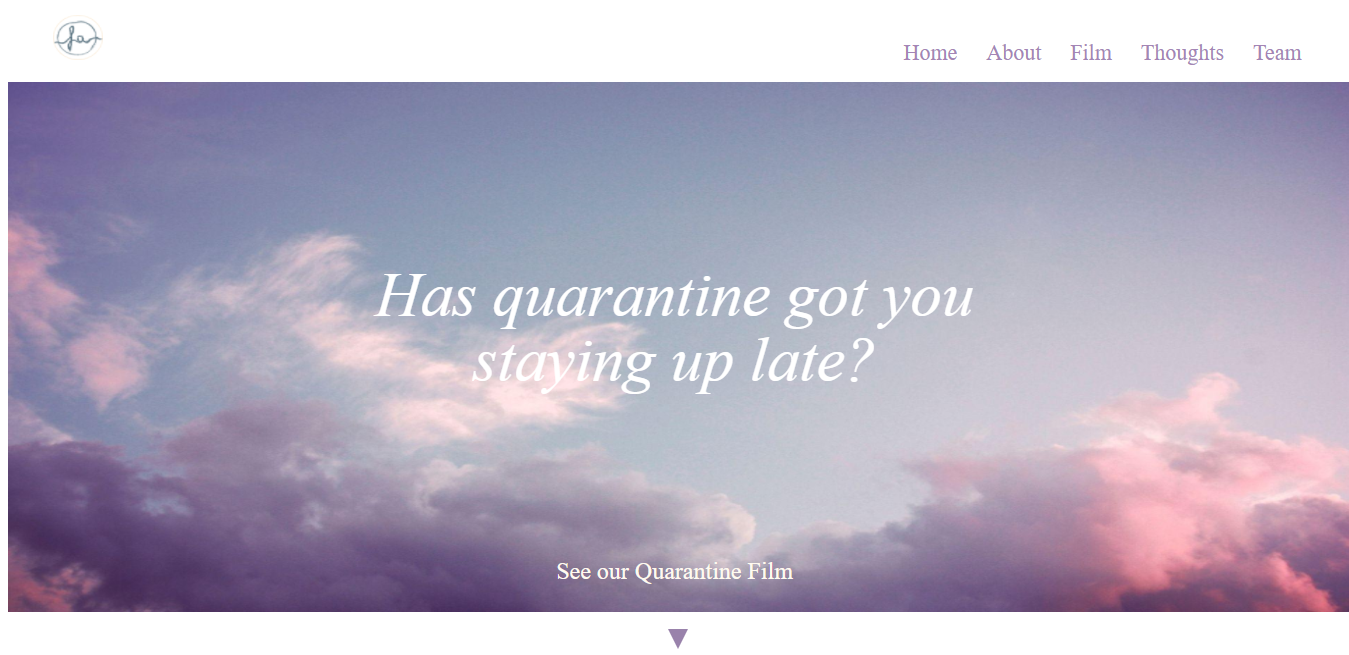 fa
Home About Film Thoughts Team
Has quarantine got you
staying up late?
See our Quarantine Film